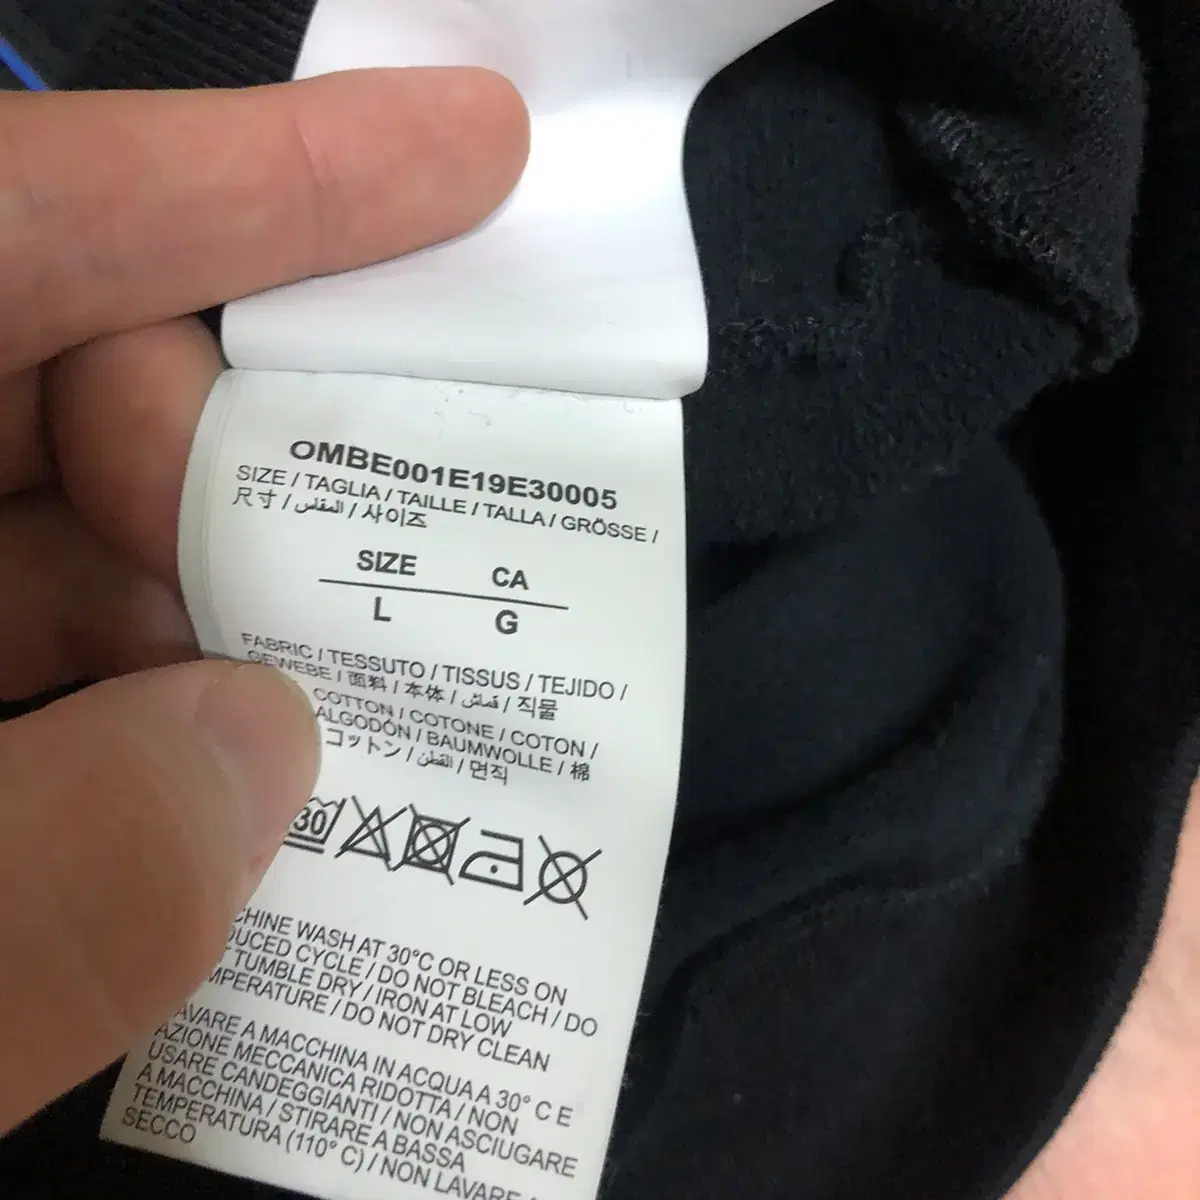 OMBE001E19E30005
SIZE / TAGLIA / TAILLE / TALLA / GRÖSSE /
尺寸 / المقاس / 사이즈
SIZE CA
L G
FABRIC / TESSUTO / TISSUS / TEJIDO /
GEWEBE / 面料 / 本体 / قماش / 직물
COTTON / COTONE / COTON /
ALGODÓN / BAUMWOLLE / 棉
コットン / القطن / 면직
30
CHINE WASH AT 30°C OR LESS ON
DUCED CYCLE / DO NOT BLEACH / DO
T TUMBLE DRY / IRON AT LOW
MPERATURE / DO NOT DRY CLEAN
LAVARE A MACCHINA IN ACQUA A 30° C E
AZIONE MECCANICA RIDOTTA / NON
USARE CANDEGGIANTI / NON ASCIUGARE
A MACCHINA / STIRARE A BASSA
TEMPERATURA (110° C) / NON LAVARE A
SECCO